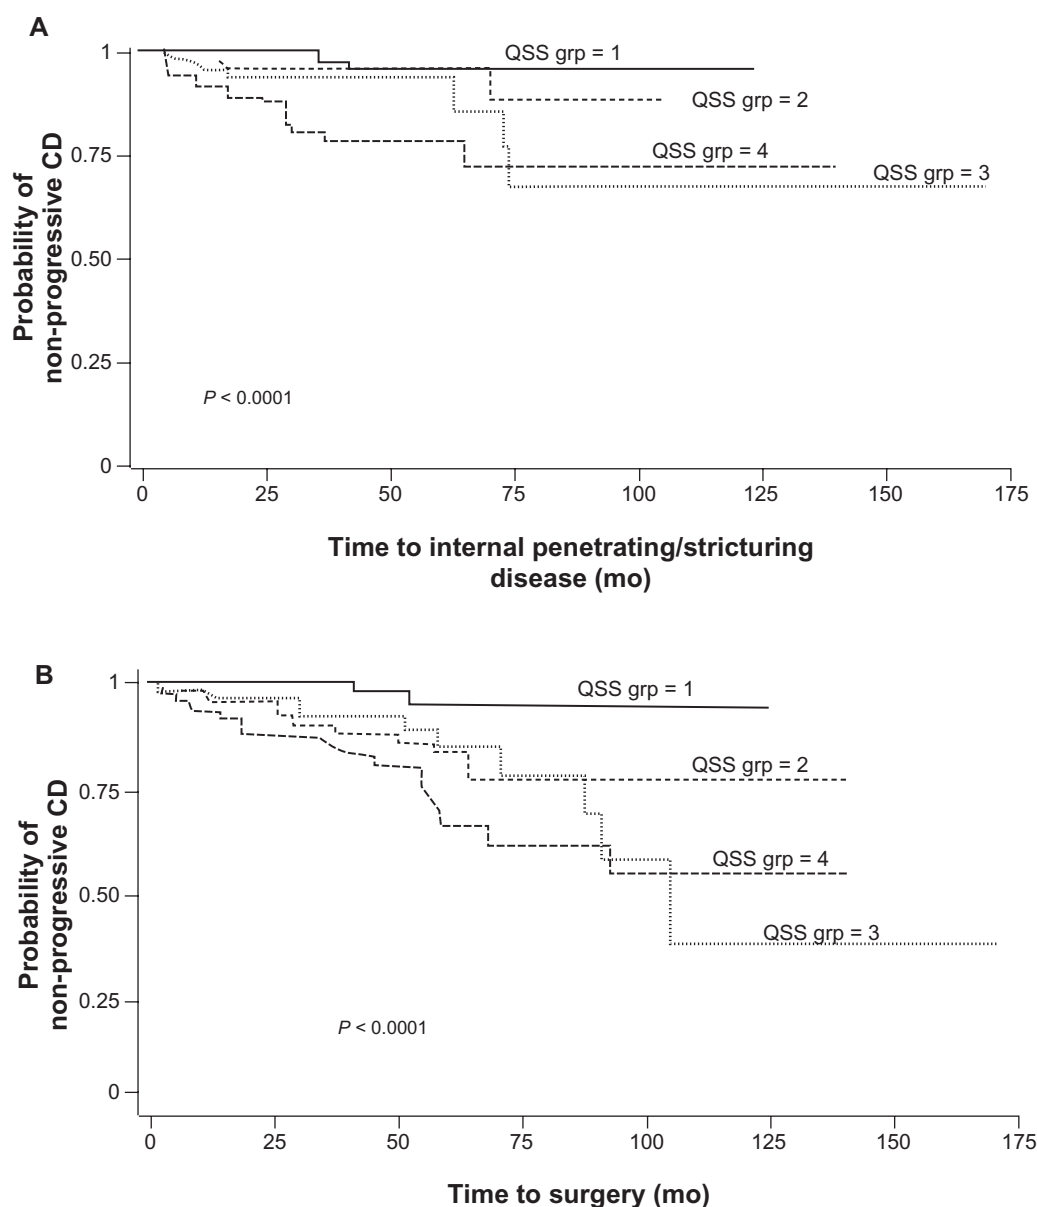 A
1
0.75
0.50
0.25
0
Probability of
non-progressive CD
QSS grp = 1
QSS grp = 2
QSS grp = 4
QSS grp = 3
P < 0.0001
0 25 50 75 100 125 150 175
Time to internal penetrating/stricturing
disease (mo)
B
1
0.75
0.50
0.25
0
Probability of
non-progressive CD
QSS grp = 1
QSS grp = 2
QSS grp = 4
QSS grp = 3
P < 0.0001
0 25 50 75 100 125 150 175
Time to surgery (mo)